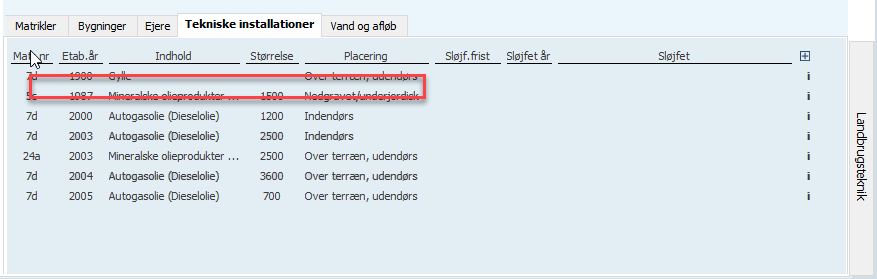 Matrikler Bygninger Ejere Tekniske installationer Vand og afløb
Etab.år Indhold Størrelse Placering Sløjf.frist Sløjfet år Sløjfet
7d 1980 Gylle Over terræn, udendørs i
5c 1987 Mineralske olieprodukter ... 1500 Nedgravet/underjordisk i
7d 2000 Autogasolie (Dieselolie) 1200 Indendørs i
7d 2003 Autogasolie (Dieselolie) 2500 Indendørs i
24a 2003 Mineralske olieprodukter ... 2500 Over terræn, udendørs i
7d 2004 Autogasolie (Dieselolie) 3600 Over terræn, udendørs i
7d 2005 Autogasolie (Dieselolie) 700 Over terræn, udendørs i
Landbrugsteknik